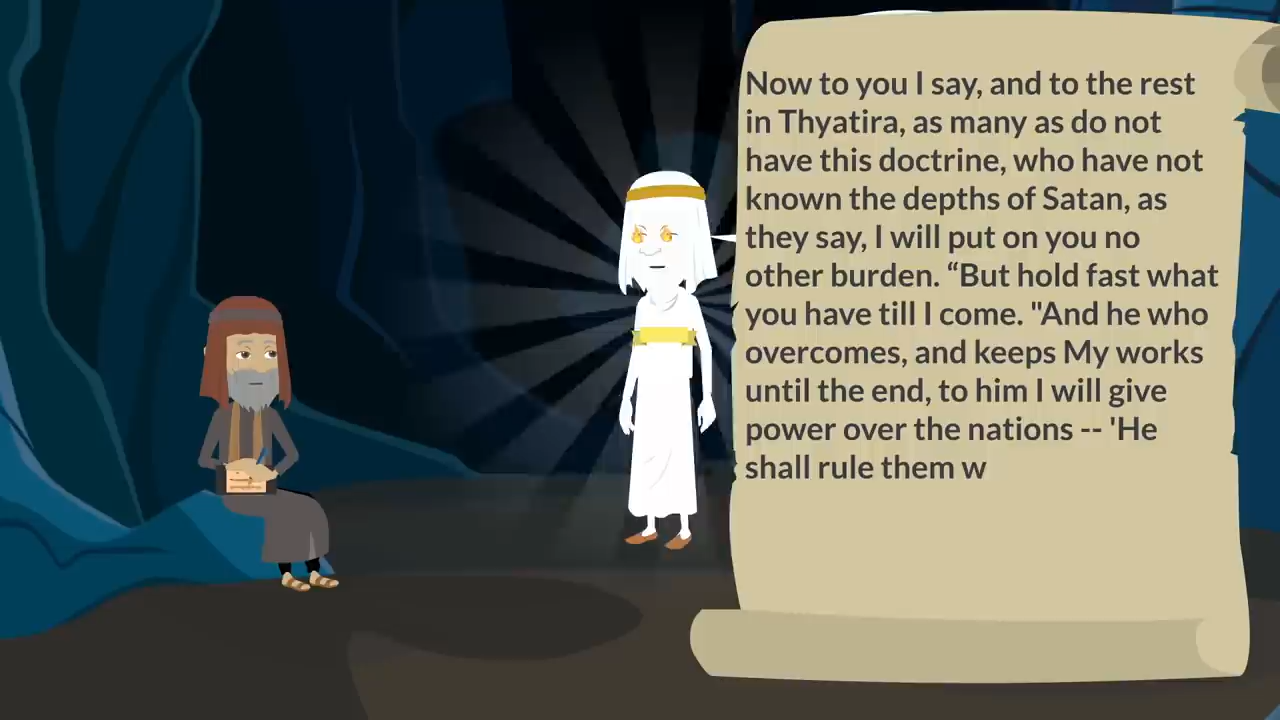 Now to you I say, and to the rest
in Thyatira, as many as do not
have this doctrine, who have not
known the depths of Satan, as
they say, I will put on you no
other burden. “But hold fast what
you have till I come. "And he who
overcomes, and keeps My works
until the end, to him I will give
power over the nations -- 'He
shall rule them w